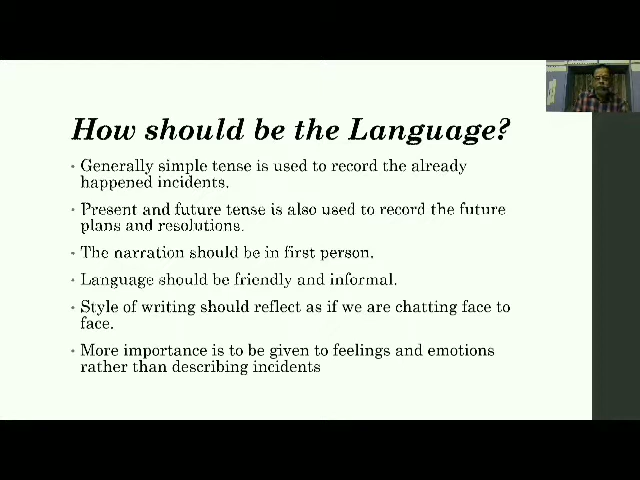 How should be the Language?
• Generally simple tense is used to record the already
happened incidents.
• Present and future tense is also used to record the future
plans and resolutions.
• The narration should be in first person.
• Language should be friendly and informal.
• Style of writing should reflect as if we are chatting face to
face.
• More importance is to be given to feelings and emotions
rather than describing incidents